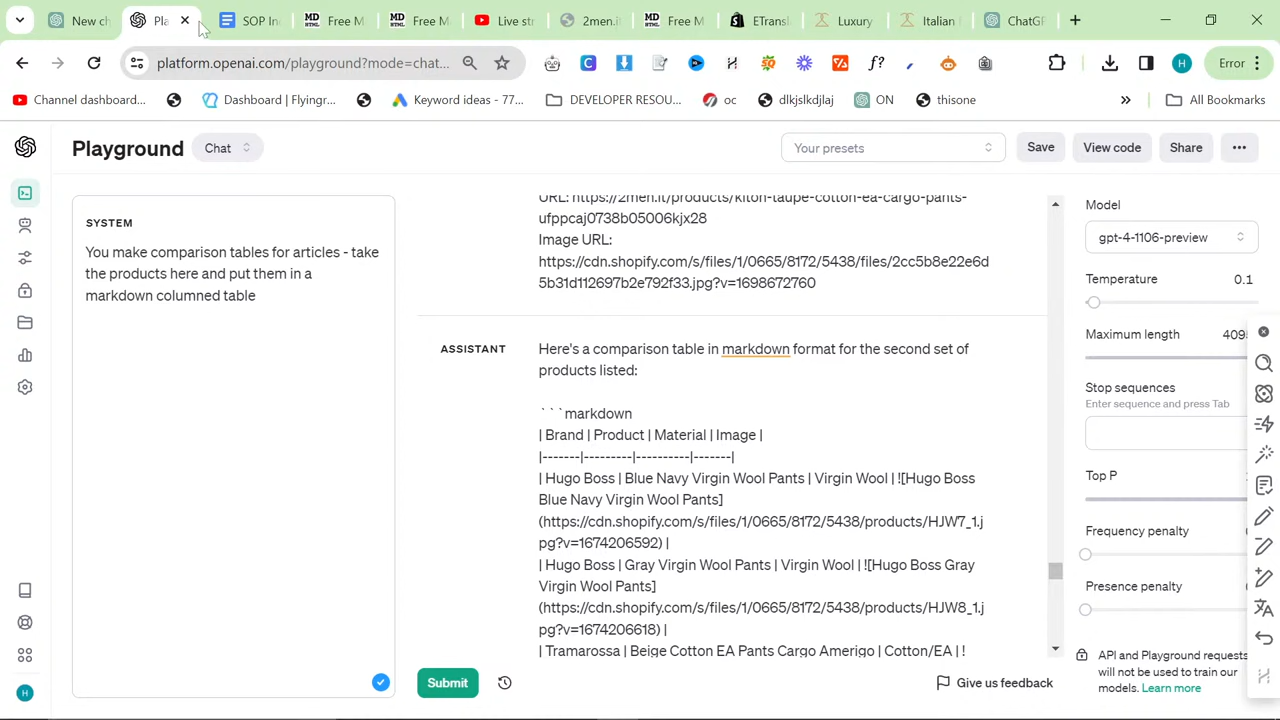 New ch
Pla
SOP In
Free M
Free M
Live st
2men.it
Free M
ETransl
Luxury
Italian
ChatGP
platform.openai.com/playground?mode=chat...
Error
Channel dashboard...
Dashboard | Flyingr...
Keyword ideas - 77...
DEVELOPER RESOU...
oc
dlkjslkdjlaj
ON
thisone
All Bookmarks
Playground
Chat
Your presets
Save
View code
Share
SYSTEM
You make comparison tables for articles - take
the products here and put them in a
markdown columned table
URL: https://2men.it/products/kiton-taupe-cotton-ea-cargo-pants-
ufppcaj0738b05006kjx28
Image URL:
https://cdn.shopify.com/s/files/1/0665/8172/5438/files/2cc5b8e22e6d
5b31d112697b2e792f33.jpg?v=1698672760
ASSISTANT
Here's a comparison table in markdown format for the second set of
products listed:
```markdown
| Brand | Product | Material | Image |
|-------|---------|----------|-------|
| Hugo Boss | Blue Navy Virgin Wool Pants | Virgin Wool | ![Hugo Boss
Blue Navy Virgin Wool Pants]
(https://cdn.shopify.com/s/files/1/0665/8172/5438/products/HJW7_1.j
pg?v=1674206592) |
| Hugo Boss | Gray Virgin Wool Pants | Virgin Wool | ![Hugo Boss Gray
Virgin Wool Pants]
(https://cdn.shopify.com/s/files/1/0665/8172/5438/products/HJW8_1.j
pg?v=1674206618) |
| Tramarossa | Beige Cotton EA Pants Cargo Amerigo | Cotton/EA | !
Submit
Give us feedback
Model
gpt-4-1106-preview
Temperature
0.1
Maximum length
4095
Stop sequences
Enter sequence and press Tab
Top P
Frequency penalty
Presence penalty
API and Playground requests
will not be used to train our
models. Learn more